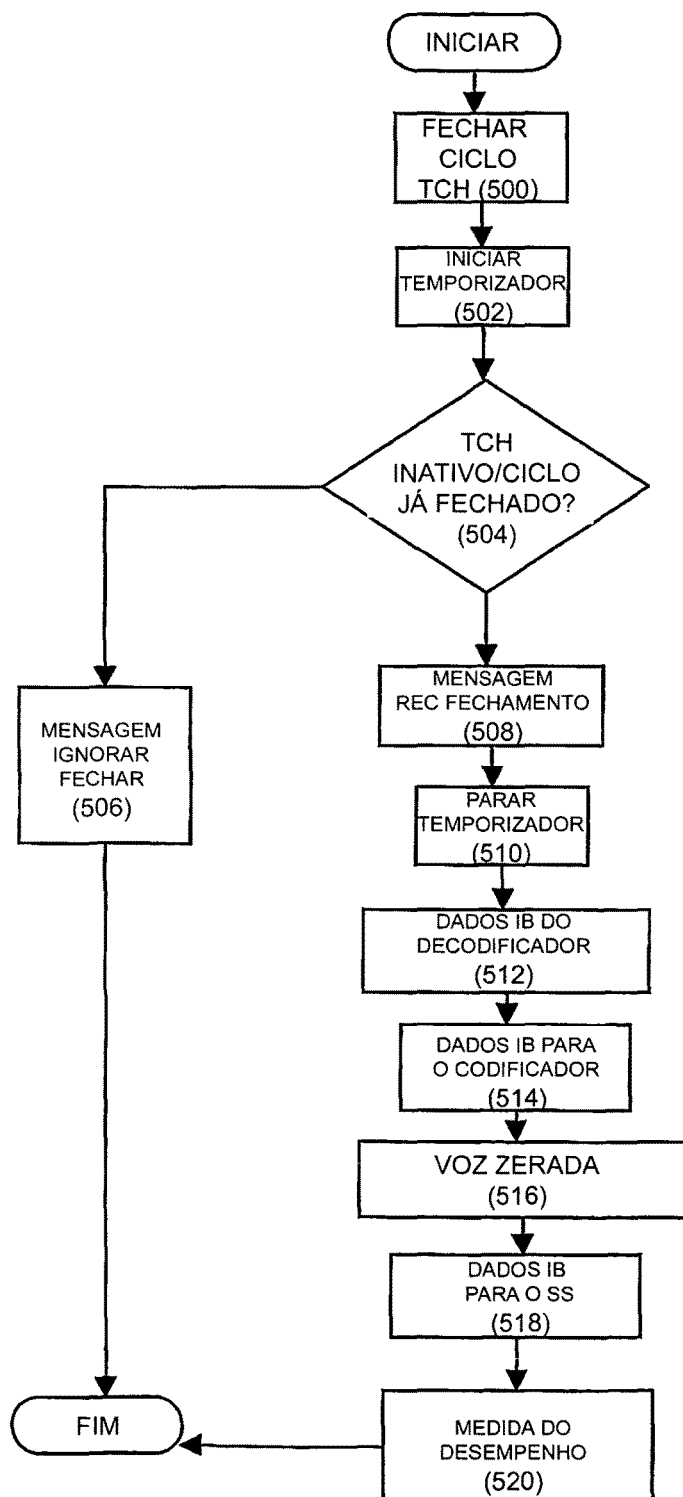 INICIAR
FECHAR
CICLO
TCH (500)
INICIAR
TEMPORIZADOR
(502)
TCH
INATIVO/CICLO
JÁ FECHADO?
(504)
MENSAGEM
IGNORAR
FECHAR
(506)
MENSAGEM
REC FECHAMENTO
(508)
PARAR
TEMPORIZADOR
(510)
DADOS IB DO
DECODIFICADOR
(512)
DADOS IB PARA
O CODIFICADOR
(514)
VOZ ZERADA
(516)
DADOS IB
PARA O SS
(518)
MEDIDA DO
DESEMPENHO
(520)
FIM